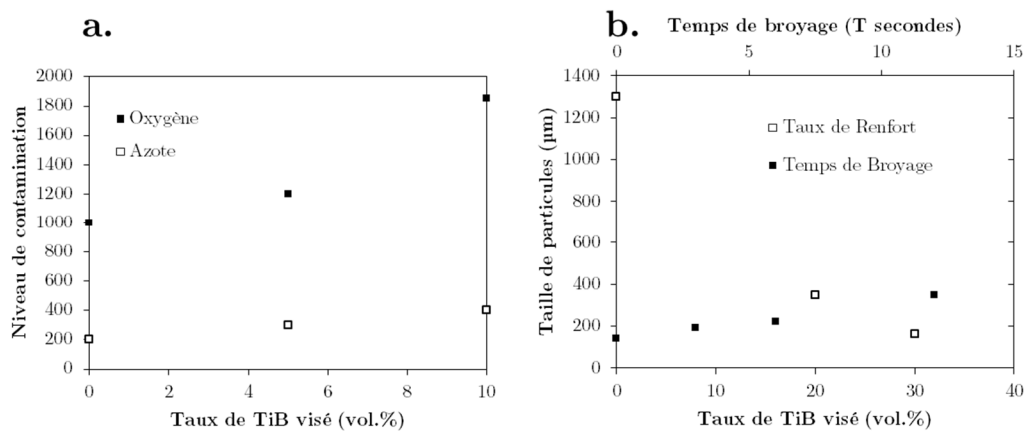 a.
Niveau de contamination
2000
1800
1600
1400
1200
1000
800
600
400
200
0
Oxygène
Azote
0 2 4 6 8 10
Taux de TiB visé (vol.%)
b.
Temps de broyage (T secondes)
0 5 10 15
Taille de particules (µm)
1400
1200
1000
800
600
400
200
0
Taux de Renfort
Temps de Broyage
0 10 20 30 40
Taux de TiB visé (vol.%)